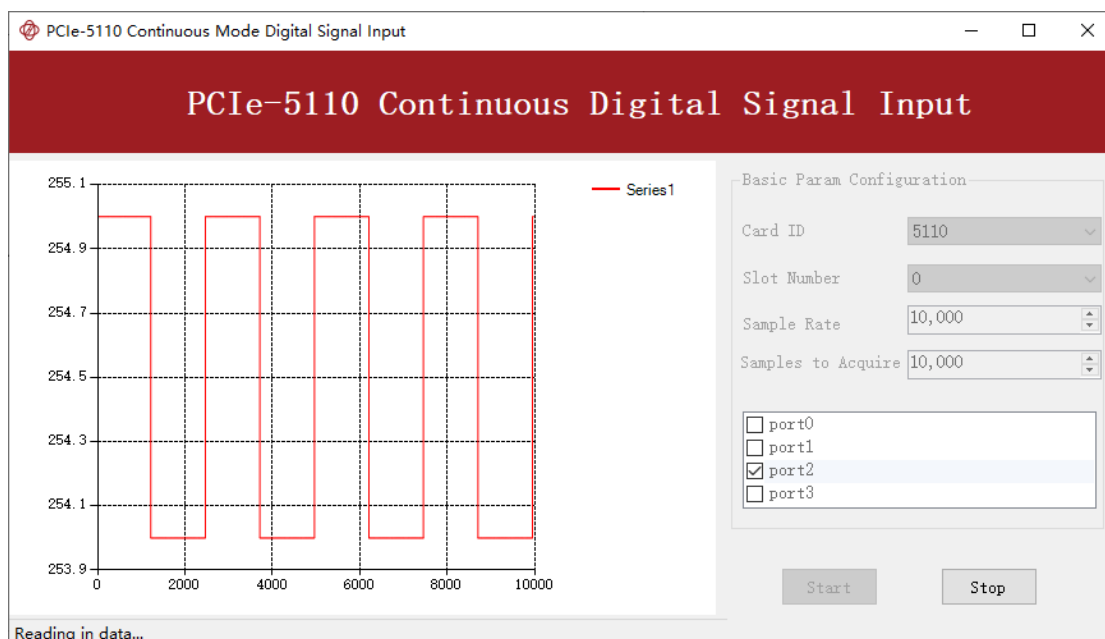 PCIe-5110 Continuous Mode Digital Signal Input
PCIe-5110 Continuous Digital Signal Input
255.1
254.9
254.7
254.5
254.3
254.1
253.9
0 2000 4000 6000 8000 10000
Series1
Basic Param Configuration
Card ID 5110
Slot Number 0
Sample Rate 10,000
Samples to Acquire 10,000
port0
port1
port2
port3
Start Stop
Reading in data...